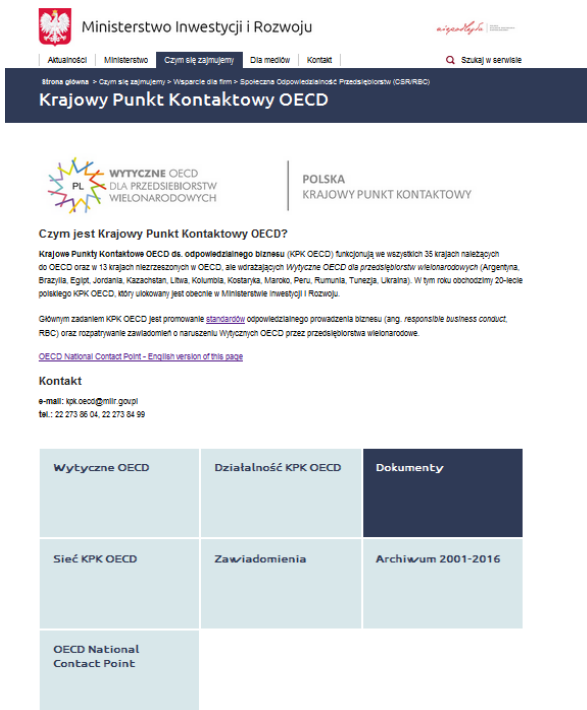 Ministerstwo Inwestycji i Rozwoju
niepodległa
Aktualności Ministerstwo Czym się zajmujemy Dla mediów Kontakt Szukaj w serwisie
Strona główna > Czym się zajmujemy > Wsparcie dla firm > Społeczna Odpowiedzialność Przedsiębiorstw (CSR/RBC)
Krajowy Punkt Kontaktowy OECD
PL
WYTYCZNE OECD
DLA PRZEDSIĘBIORSTW
WIELONARODOWYCH
POLSKA
KRAJOWY PUNKT KONTAKTOWY
Czym jest Krajowy Punkt Kontaktowy OECD?
Krajowe Punkty Kontaktowe OECD ds. odpowiedzialnego biznesu (KPK OECD) funkcjonują we wszystkich 35 krajach należących
do OECD oraz w 13 krajach niezrzeszonych w OECD, ale wdrażających Wytyczne OECD dla przedsiębiorstw wielonarodowych (Argentyna,
Brazylia, Egipt, Jordania, Kazachstan, Litwa, Kolumbia, Kostaryka, Maroko, Peru, Rumunia, Tunezja, Ukraina). W tym roku obchodzimy 20-lecie
polskiego KPK OECD, który ulokowany jest obecnie w Ministerstwie Inwestycji i Rozwoju.
Głównym zadaniem KPK OECD jest promowanie standardów odpowiedzialnego prowadzenia biznesu (ang. responsible business conduct,
RBC) oraz rozpatrywanie zawiadomień o naruszeniu Wytycznych OECD przez przedsiębiorstwa wielonarodowe.
OECD National Contact Point - English version of this page
Kontakt
e-mail: kpk.oecd@miir.gov.pl
tel.: 22 273 86 04, 22 273 84 99
Wytyczne OECD
Działalność KPK OECD
Dokumenty
Sieć KPK OECD
Zawiadomienia
Archiwum 2001-2016
OECD National
Contact Point